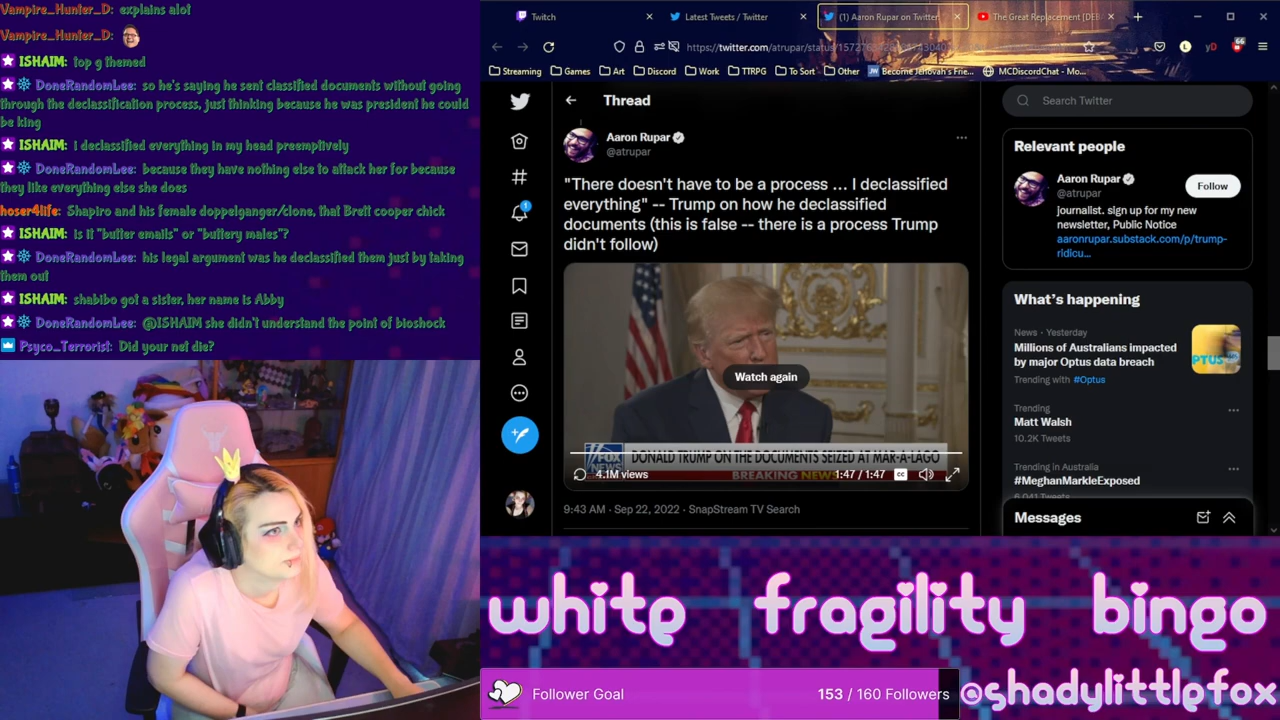 Vampire_Hunter_D: explains alot
Vampire_Hunter_D:
ISHAIM: top g themed
DoneRandomLee: so he's saying he sent classified documents without going
through the declassification process, just thinking because he was president he could
be king
ISHAIM: I declassified everything in my head preemptively
DoneRandomLee: because they have nothing else to attack her for because
they like everything else she does
hoser4life: Shapiro and his female doppelganger/clone, that Brett cooper chick
ISHAIM: is it "butter emails" or "buttery males"?
DoneRandomLee: his legal argument was he declassified them just by taking
them out
ISHAIM: shabibo got a sister, her name is Abby
DoneRandomLee: @ISHAIM she didn't understand the point of bioshock
Psyco_Terrorist: Did your net die?
Twitch
Latest Tweets / Twitter
(1) Aaron Rupar on Twitter
The Great Replacement
Streaming
Games
Art
Discord
Work
TTRPG
To Sort
Other
Become Jehovah's Frie...
MCDiscordChat - Mo...
Thread
Search Twitter
Aaron Rupar
@atrupar
"There doesn't have to be a process ... I declassified
everything" -- Trump on how he declassified
documents (this is false -- there is a process Trump
didn't follow)
Watch again
FOX
NEWS
DONALD TRUMP ON THE DOCUMENTS SEIZED AT MAR-A-LAGO
BREAKING NEWS
4.1M views
1:47 / 1:47
CC
9:43 AM · Sep 22, 2022 · SnapStream TV Search
Relevant people
Aaron Rupar
@atrupar
Follow
journalist. sign up for my new
newsletter, Public Notice
aaronrupar.substack.com/p/trump-
ridicu...
What's happening
News · Yesterday
Millions of Australians impacted
by major Optus data breach
Trending with #Optus
Trending
Matt Walsh
10.2K Tweets
Trending in Australia
#MeghanMarkleExposed
6,041 Tweets
Messages
white fragility bingo
Follower Goal
153 / 160 Followers
@shadylittlefox